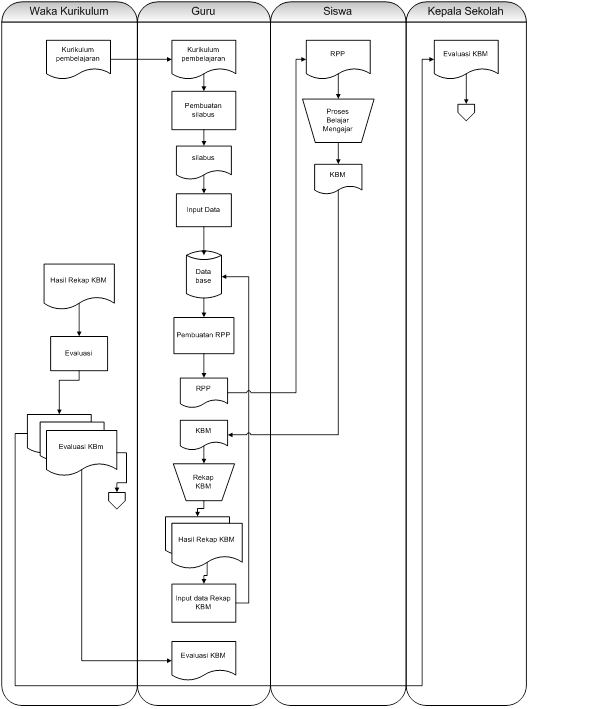 Waka Kurikulum
Guru
Siswa
Kepala Sekolah
Kurikulum
pembelajaran
Hasil Rekap KBM
Evaluasi
Evaluasi KBm
Kurikulum
pembelajaran
Pembuatan
silabus
silabus
Input Data
Data
base
Pembuatan RPP
RPP
KBM
Rekap
KBM
Hasil Rekap KBM
Input data Rekap
KBM
Evaluasi KBM
RPP
Proses
Belajar
Mengajar
KBM
Evaluasi KBM